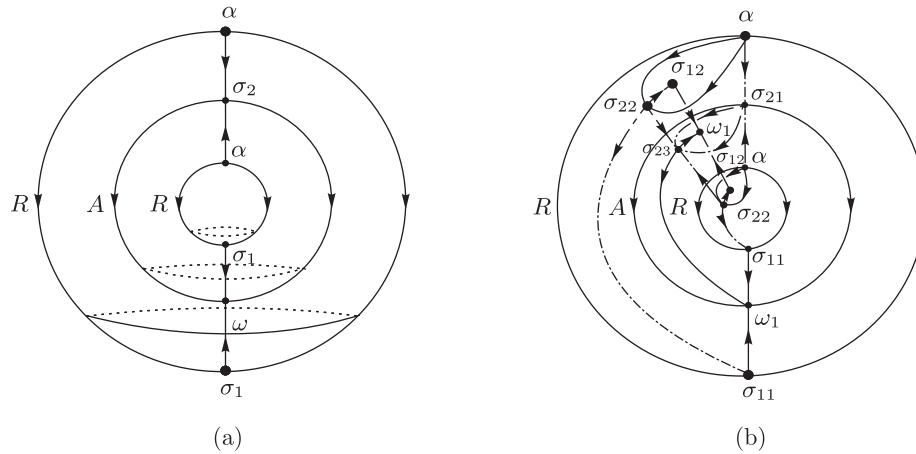 α
σ₂
α
R A R
σ₁
ω
σ₁
(a)
α
σ₁₂
σ₂₂ σ₂₁
ω₁
σ₂₃ σ₁₂ α
R A R σ₂₂
σ₁₁
ω₁
σ₁₁
(b)